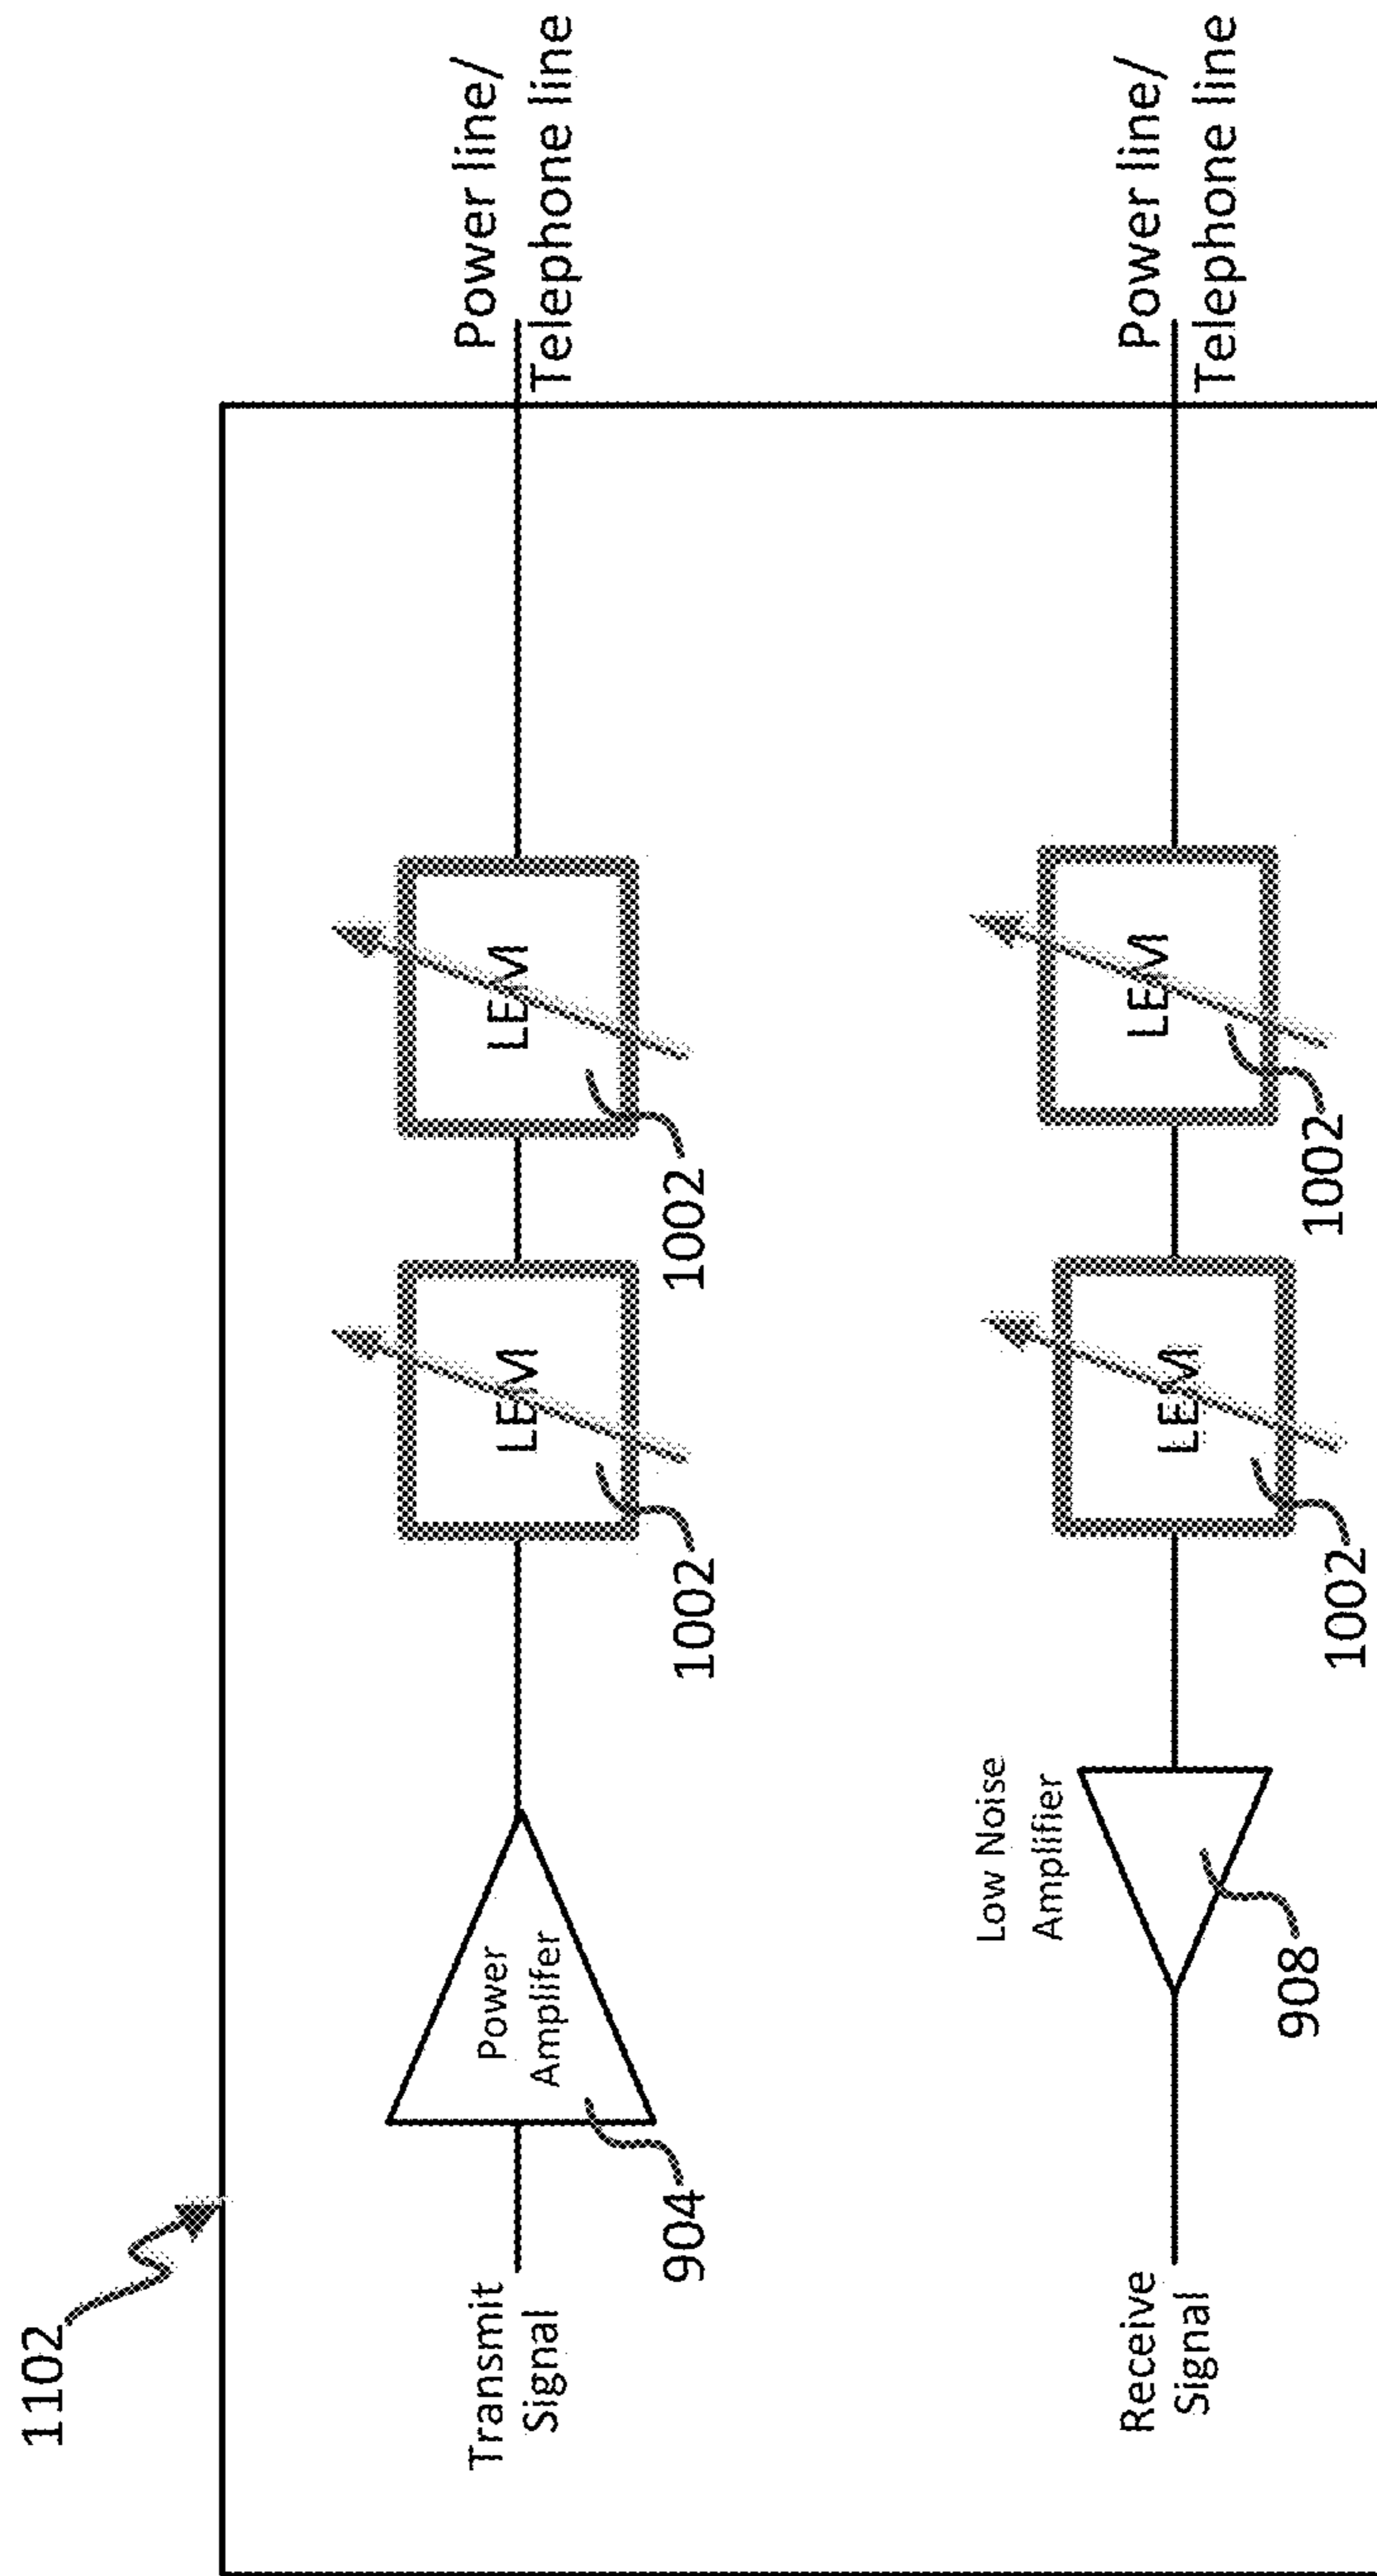 1102
Transmit
Signal
Power
Amplifer
904
LEM
1002
LEM
1002
Power line/
Telephone line
Receive
Signal
Low Noise
Amplifier
908
LEM
1002
LEM
1002
Power line/
Telephone line